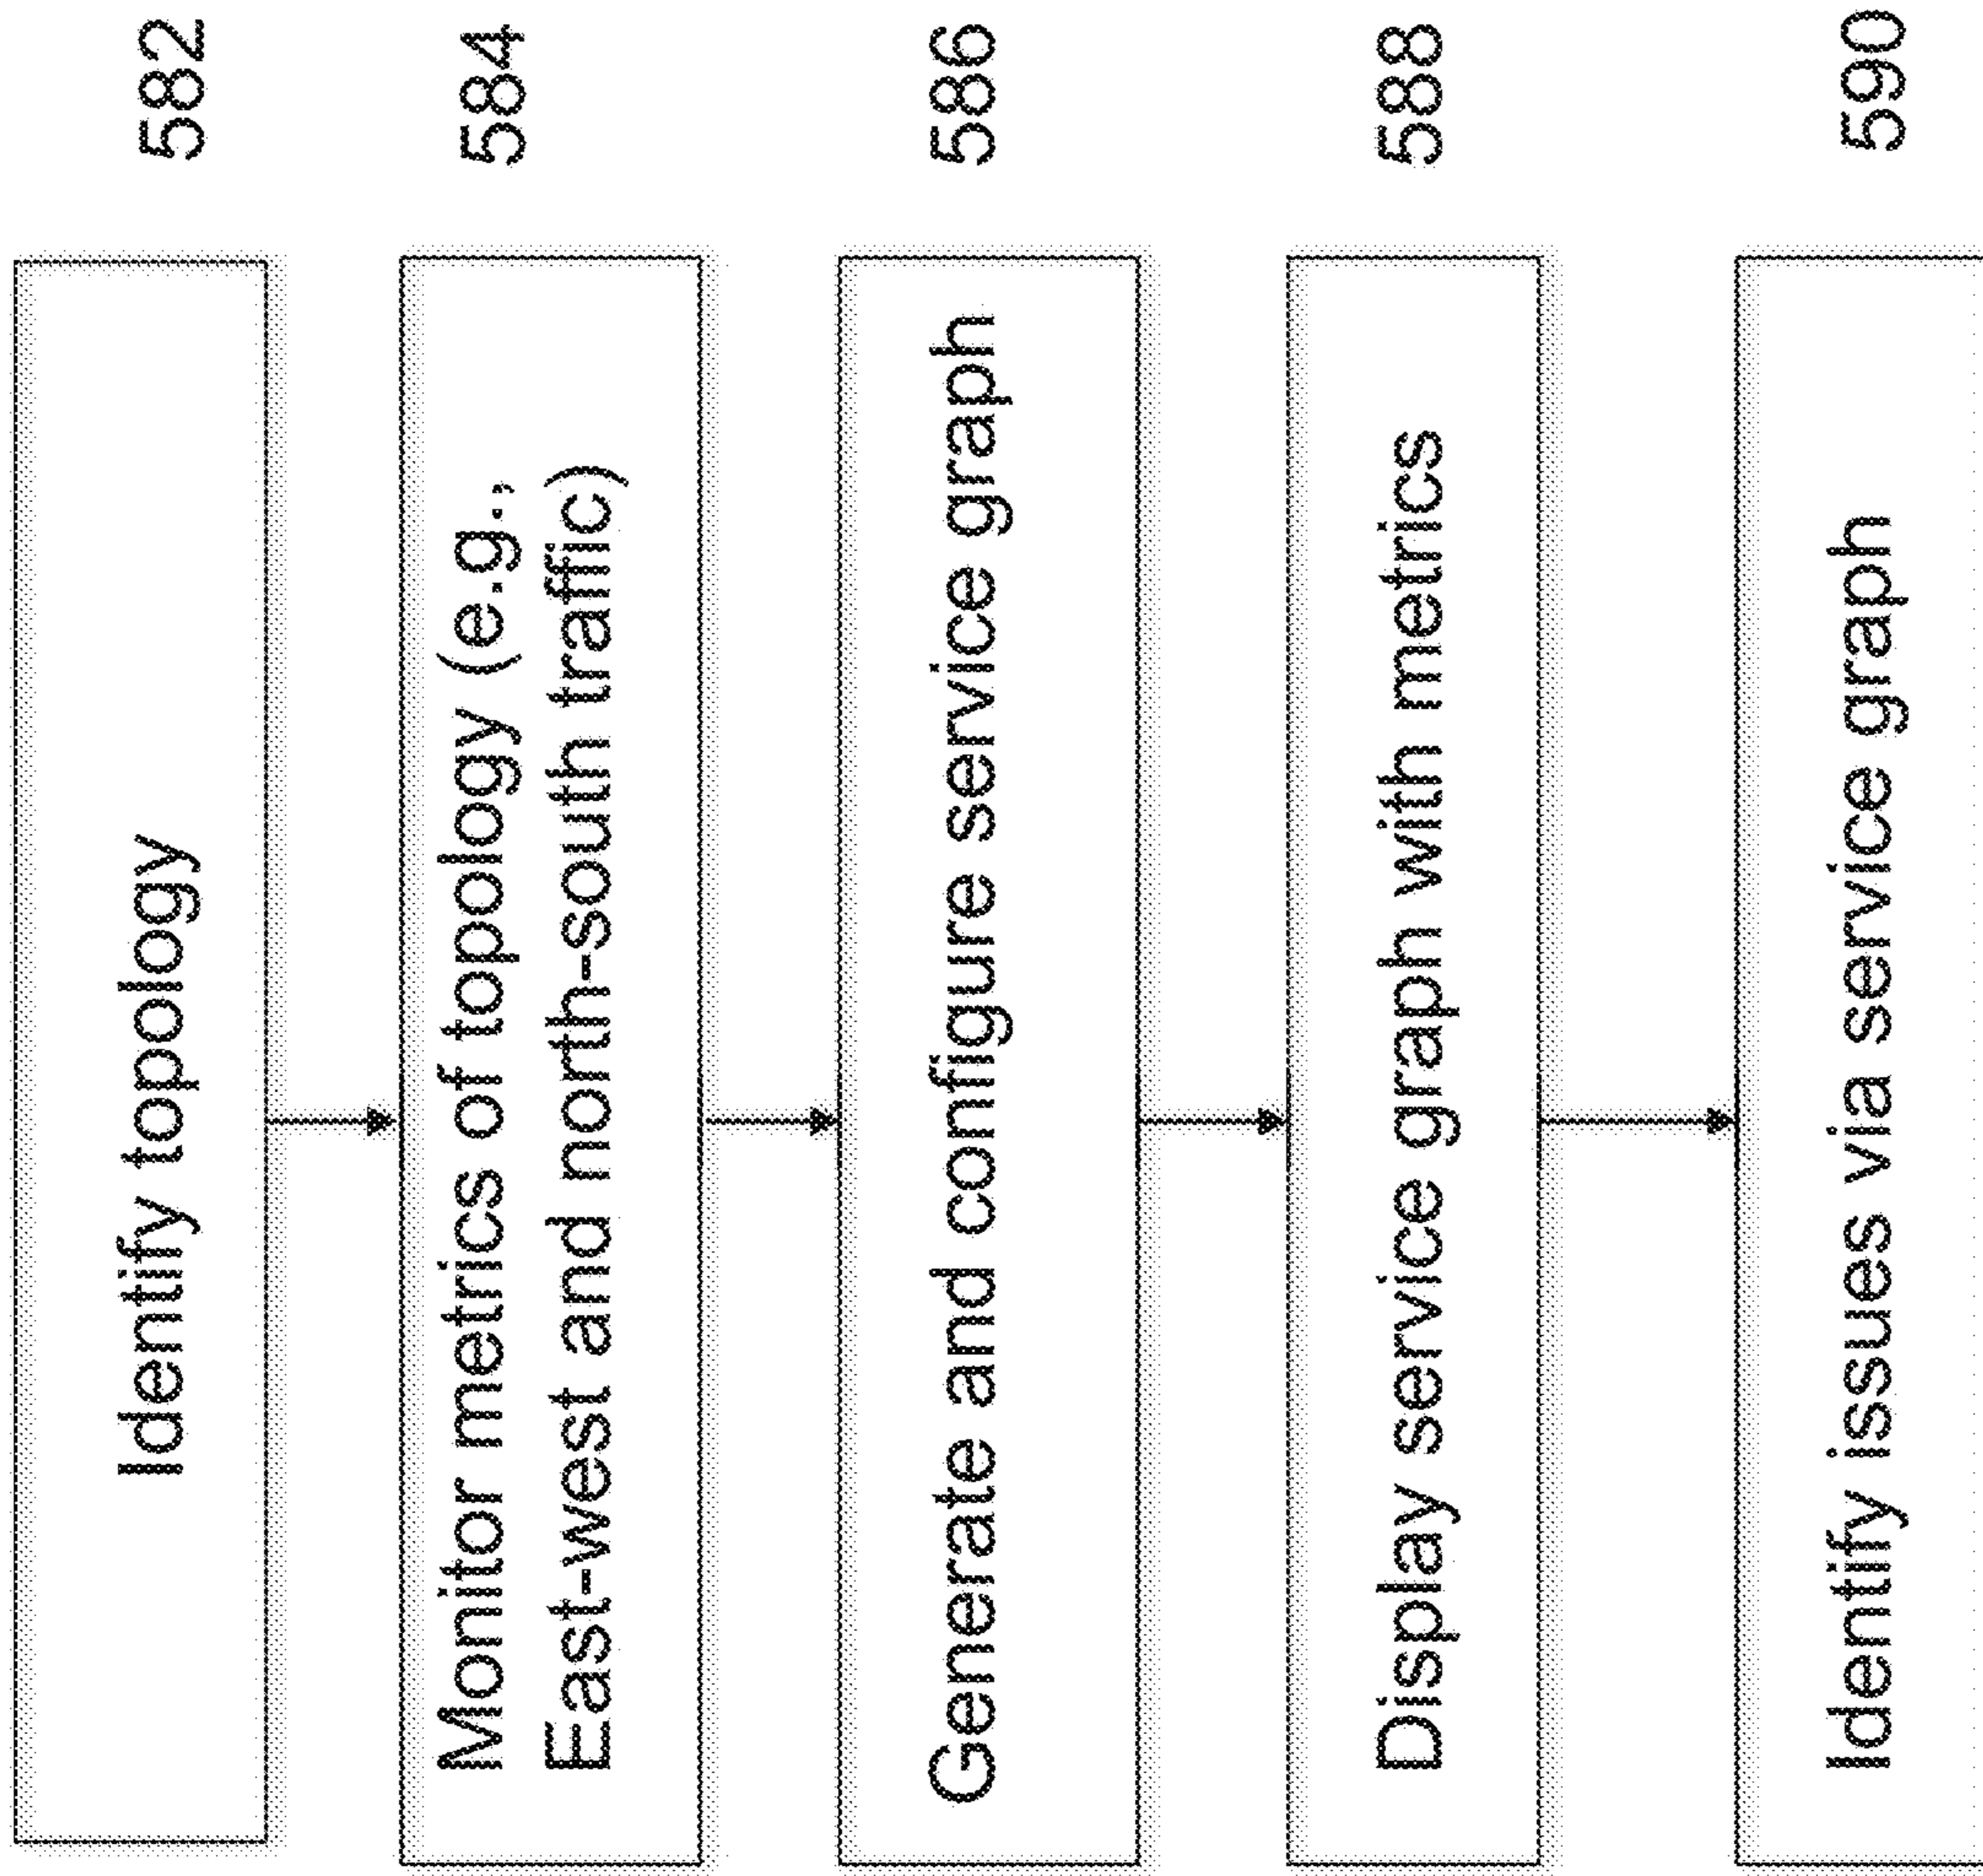 Identify topology
582
Monitor metrics of topology (e.g.,
East-west and north-south traffic)
584
Generate and configure service graph
586
Display service graph with metrics
588
Identify issues via service graph
590